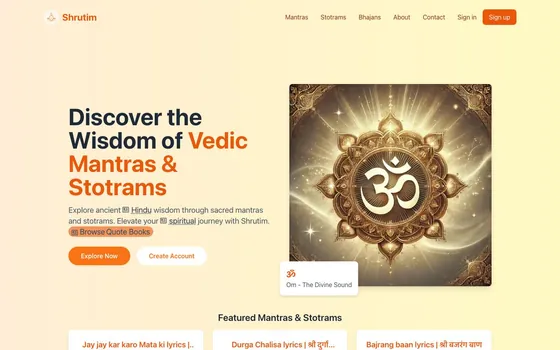 Shrutim
Mantras
Stotrams
Bhajans
About
Contact
Sign in
Sign up
Discover the
Wisdom of Vedic
Mantras &
Stotrams
Explore ancient Hindu wisdom through sacred mantras
and stotrams. Elevate your spiritual journey with Shrutim.
Browse Quote Books
Explore Now
Create Account
ॐ
ॐ
Om - The Divine Sound
Featured Mantras & Stotrams
Jay jay kar karo Mata ki lyrics |..
Durga Chalisa lyrics | श्री दुर्गा...
Bajrang baan lyrics | श्री बजरंग बाण